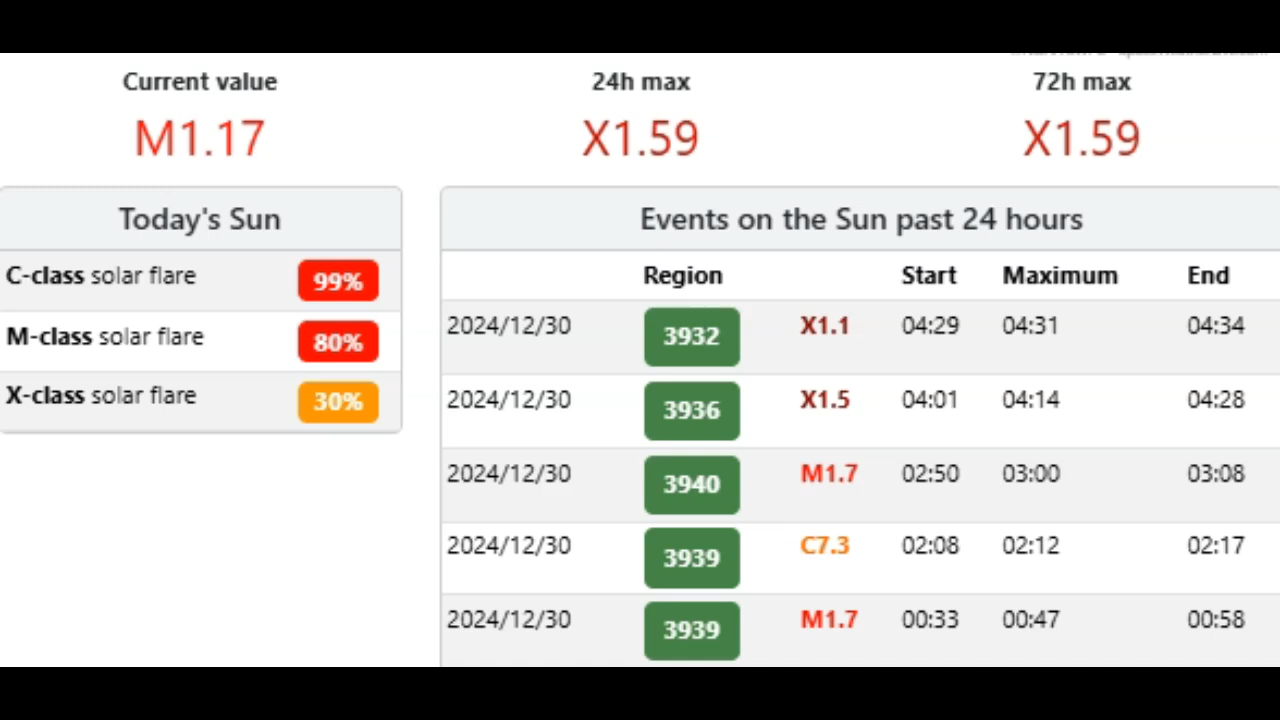 Current value 24h max 72h max
M1.17 X1.59 X1.59
Today's Sun
C-class solar flare 99%
M-class solar flare 80%
X-class solar flare 30%
Events on the Sun past 24 hours
Region Start Maximum End
2024/12/30 3932 X1.1 04:29 04:31 04:34
2024/12/30 3936 X1.5 04:01 04:14 04:28
2024/12/30 3940 M1.7 02:50 03:00 03:08
2024/12/30 3939 C7.3 02:08 02:12 02:17
2024/12/30 3939 M1.7 00:33 00:47 00:58